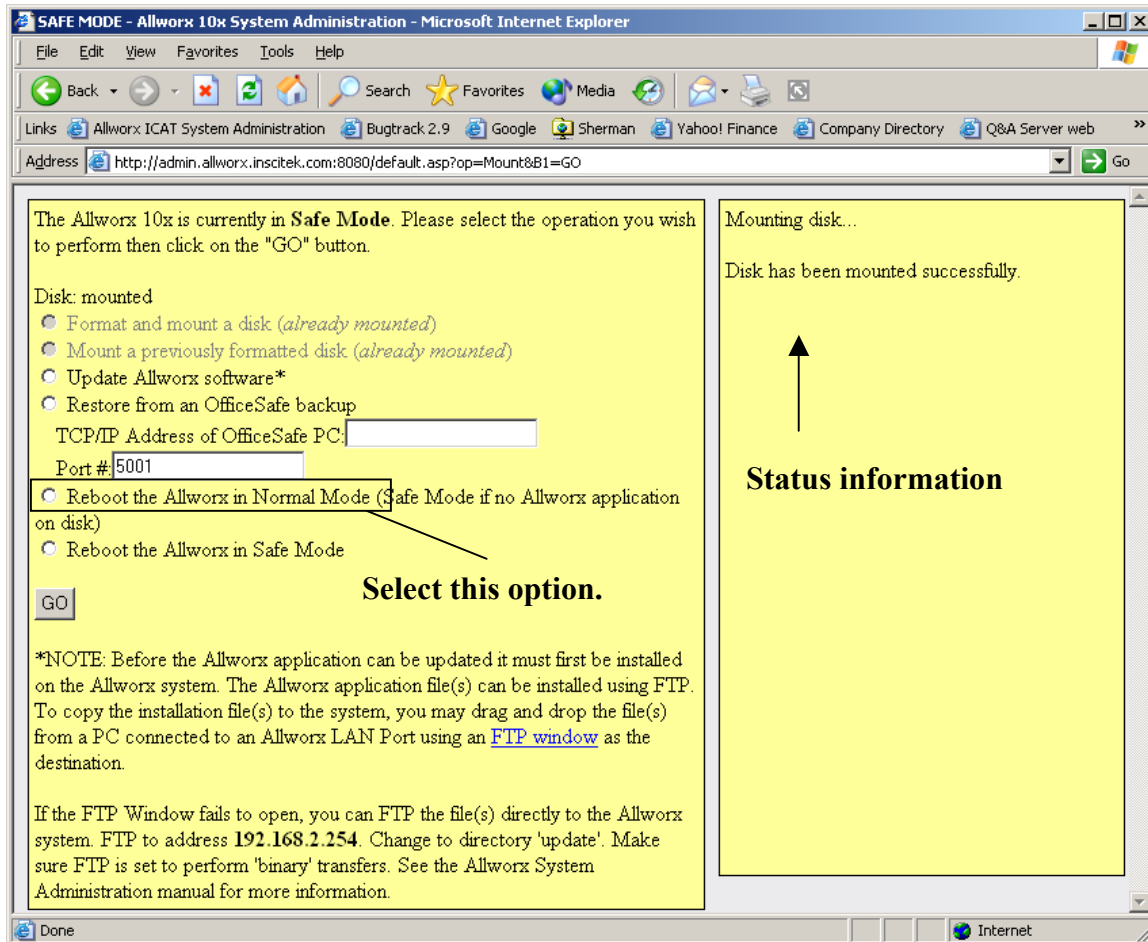 SAFE MODE - Allworx 10x System Administration - Microsoft Internet Explorer
File Edit View Favorites Tools Help
Back Search Favorites Media
Links Allworx ICAT System Administration Bugtrack 2.9 Google Sherman Yahoo! Finance Company Directory Q&A Server web »
Address http://admin.allworx.inscitek.com:8080/default.asp?op=Mount&B1=GO Go
The Allworx 10x is currently in Safe Mode. Please select the operation you wish
to perform then click on the "GO" button.
Disk: mounted
Format and mount a disk (already mounted)
Mount a previously formatted disk (already mounted)
Update Allworx software*
Restore from an OfficeSafe backup
TCP/IP Address of OfficeSafe PC:
Port #: 5001
Reboot the Allworx in Normal Mode (Safe Mode if no Allworx application
on disk)
Reboot the Allworx in Safe Mode
Select this option.
GO
*NOTE: Before the Allworx application can be updated it must first be installed
on the Allworx system. The Allworx application file(s) can be installed using FTP.
To copy the installation file(s) to the system, you may drag and drop the file(s)
from a PC connected to an Allworx LAN Port using an FTP window as the
destination.
If the FTP Window fails to open, you can FTP the file(s) directly to the Allworx
system. FTP to address 192.168.2.254. Change to directory 'update'. Make
sure FTP is set to perform 'binary' transfers. See the Allworx System
Administration manual for more information.
Mounting disk...
Disk has been mounted successfully.
Status information
Done Internet